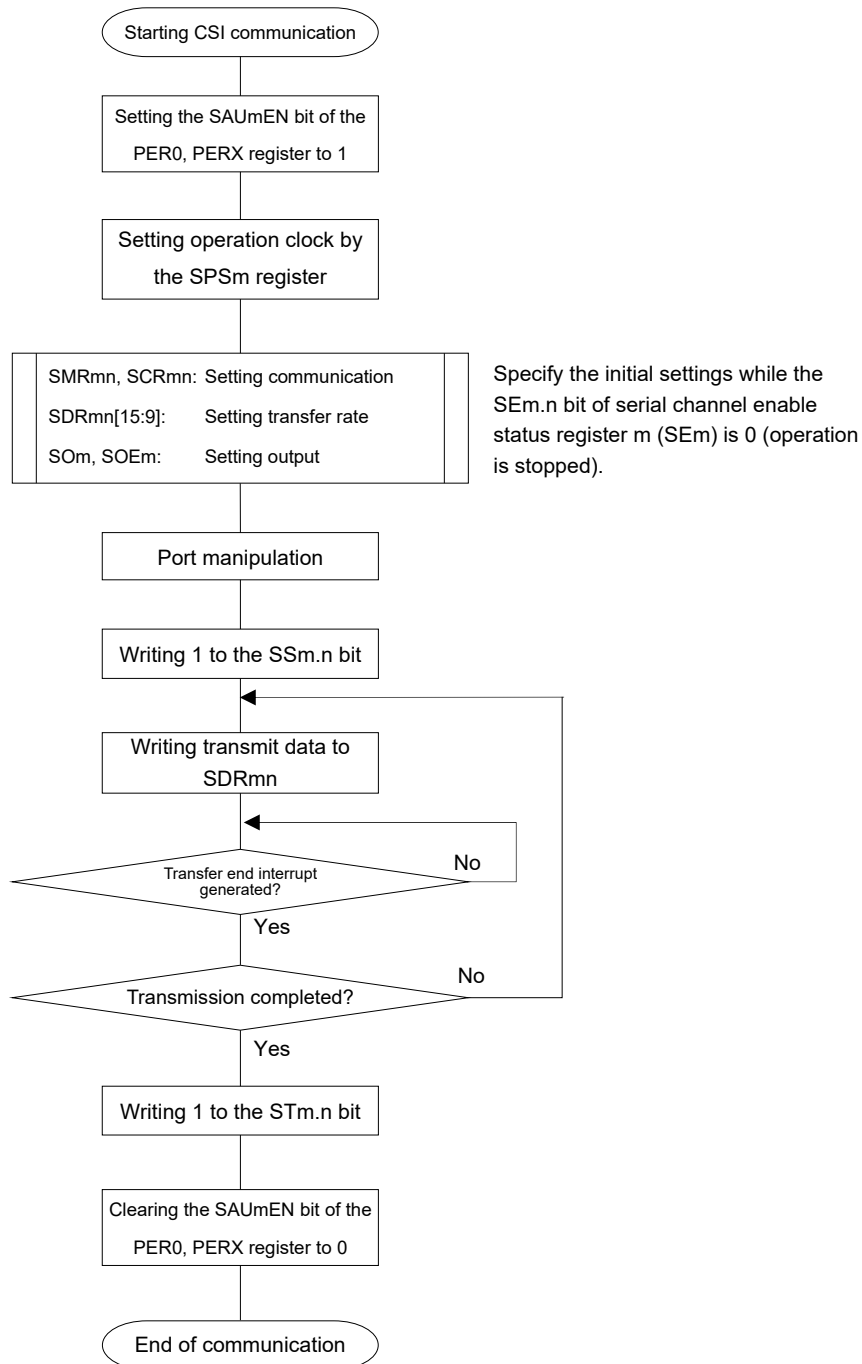 Starting CSI communication
Setting the SAUmEN bit of the
PER0, PERX register to 1
Setting operation clock by
the SPSm register
SMRmn, SCRmn: Setting communication
SDRmn[15:9]: Setting transfer rate
SOm, SOEm: Setting output
Specify the initial settings while the
SEm.n bit of serial channel enable
status register m (SEm) is 0 (operation
is stopped).
Port manipulation
Writing 1 to the SSm.n bit
Writing transmit data to
SDRmn
Transfer end interrupt
generated?
No
Yes
Transmission completed?
No
Yes
Writing 1 to the STm.n bit
Clearing the SAUmEN bit of the
PER0, PERX register to 0
End of communication